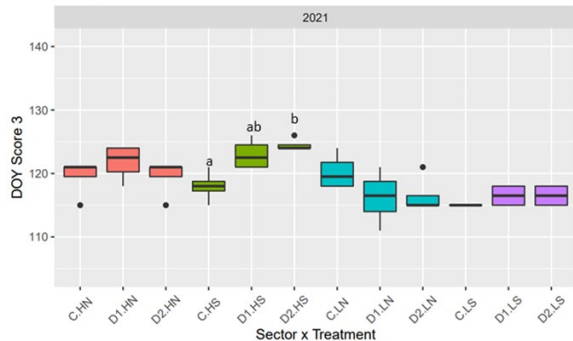 2021
140
130
120
110
DOY Score 3
a
ab
b
C.HN
D1.HN
D2.HN
C.HS
D1.HS
D2.HS
C.LN
D1.LN
D2.LN
C.LS
D1.LS
D2.LS
Sector x Treatment